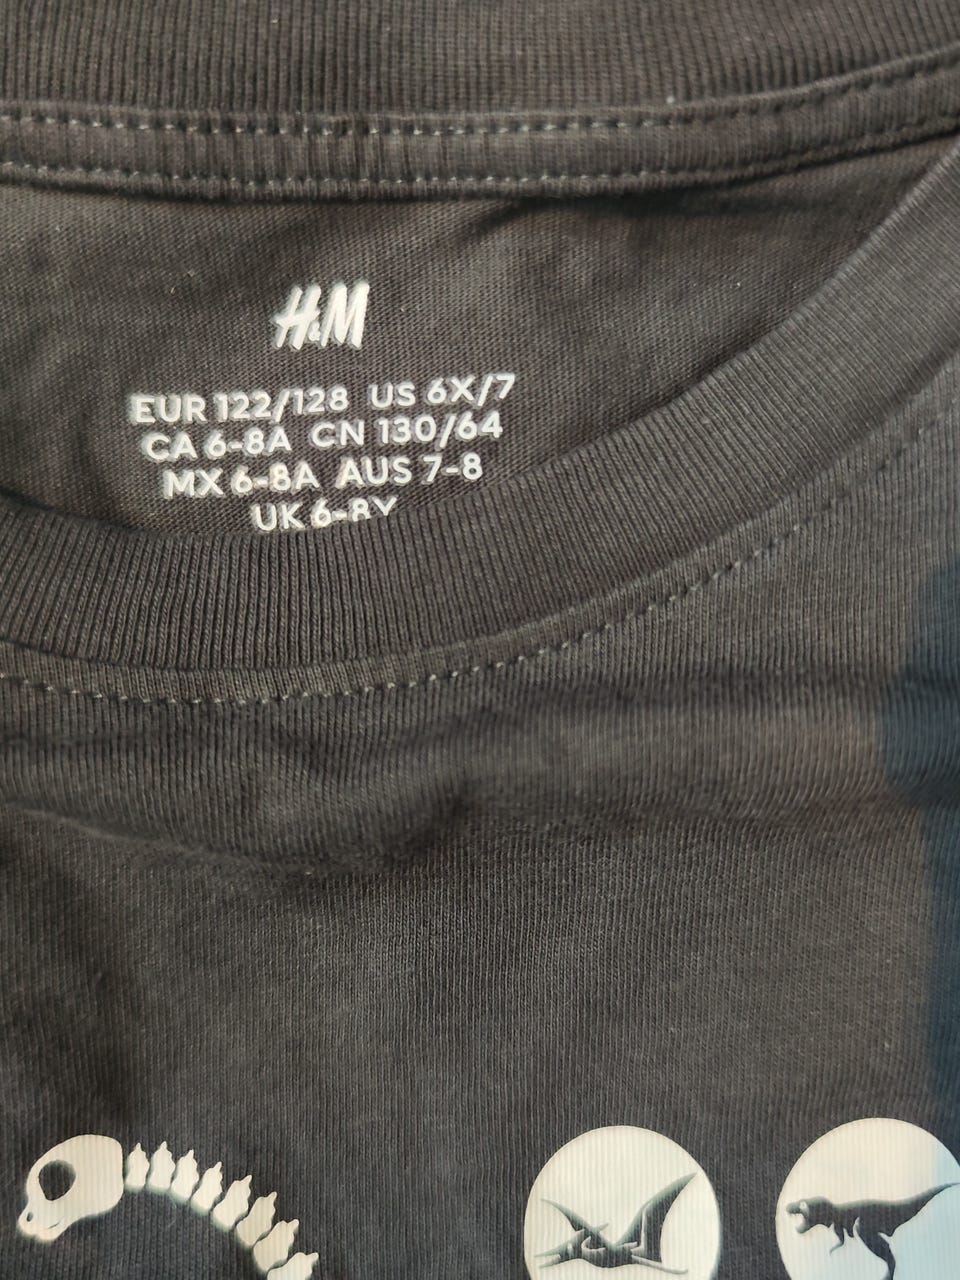 H&M
EUR 122/128 US 6X/7
CA 6-8A CN 130/64
MX 6-8A AUS 7-8
UK 6-8Y